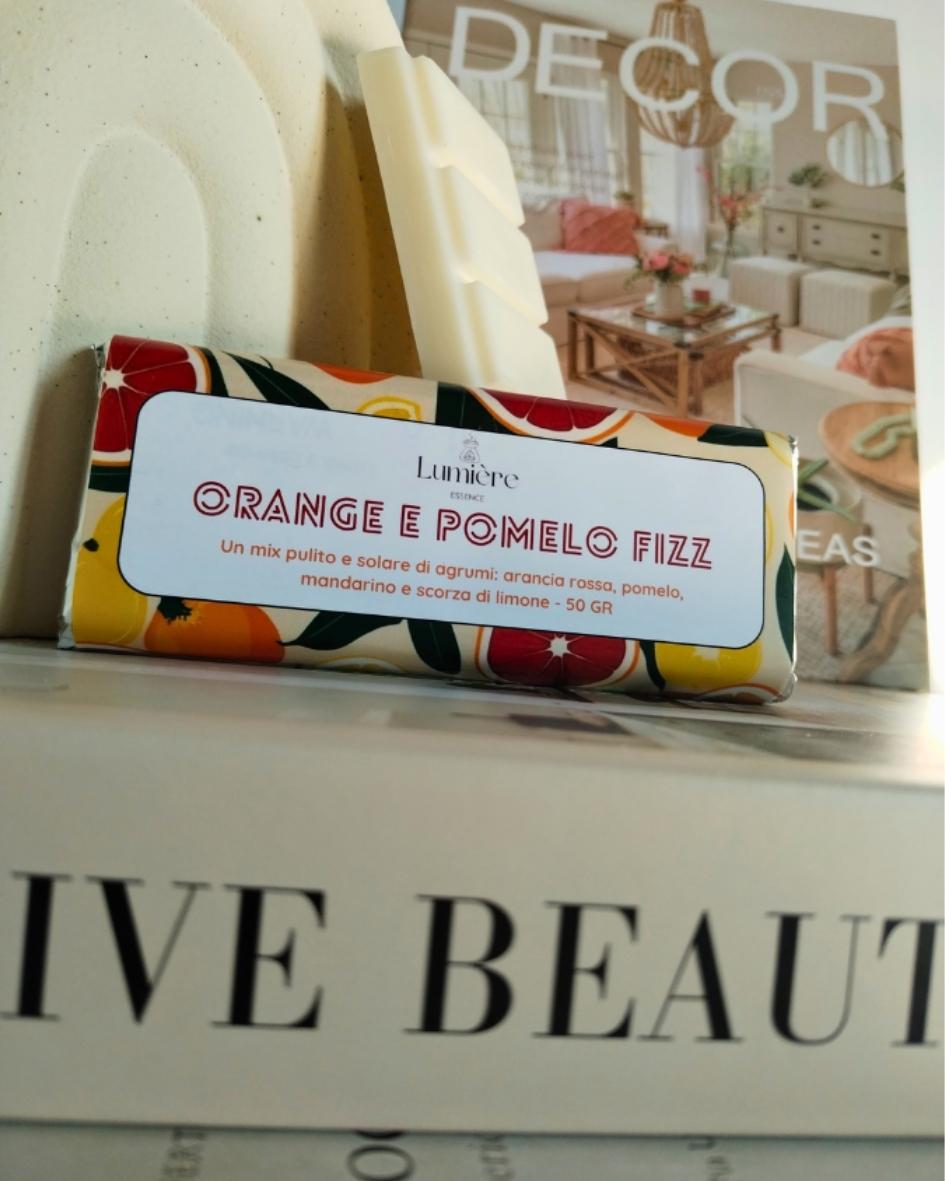 DECOR
Lumière
ESSENCE
ORANGE E POMELO FIZZ
Un mix pulito e solare di agrumi: arancia rossa, pomelo,
mandarino e scorza di limone - 50 GR
EAS
IVE BEAUT